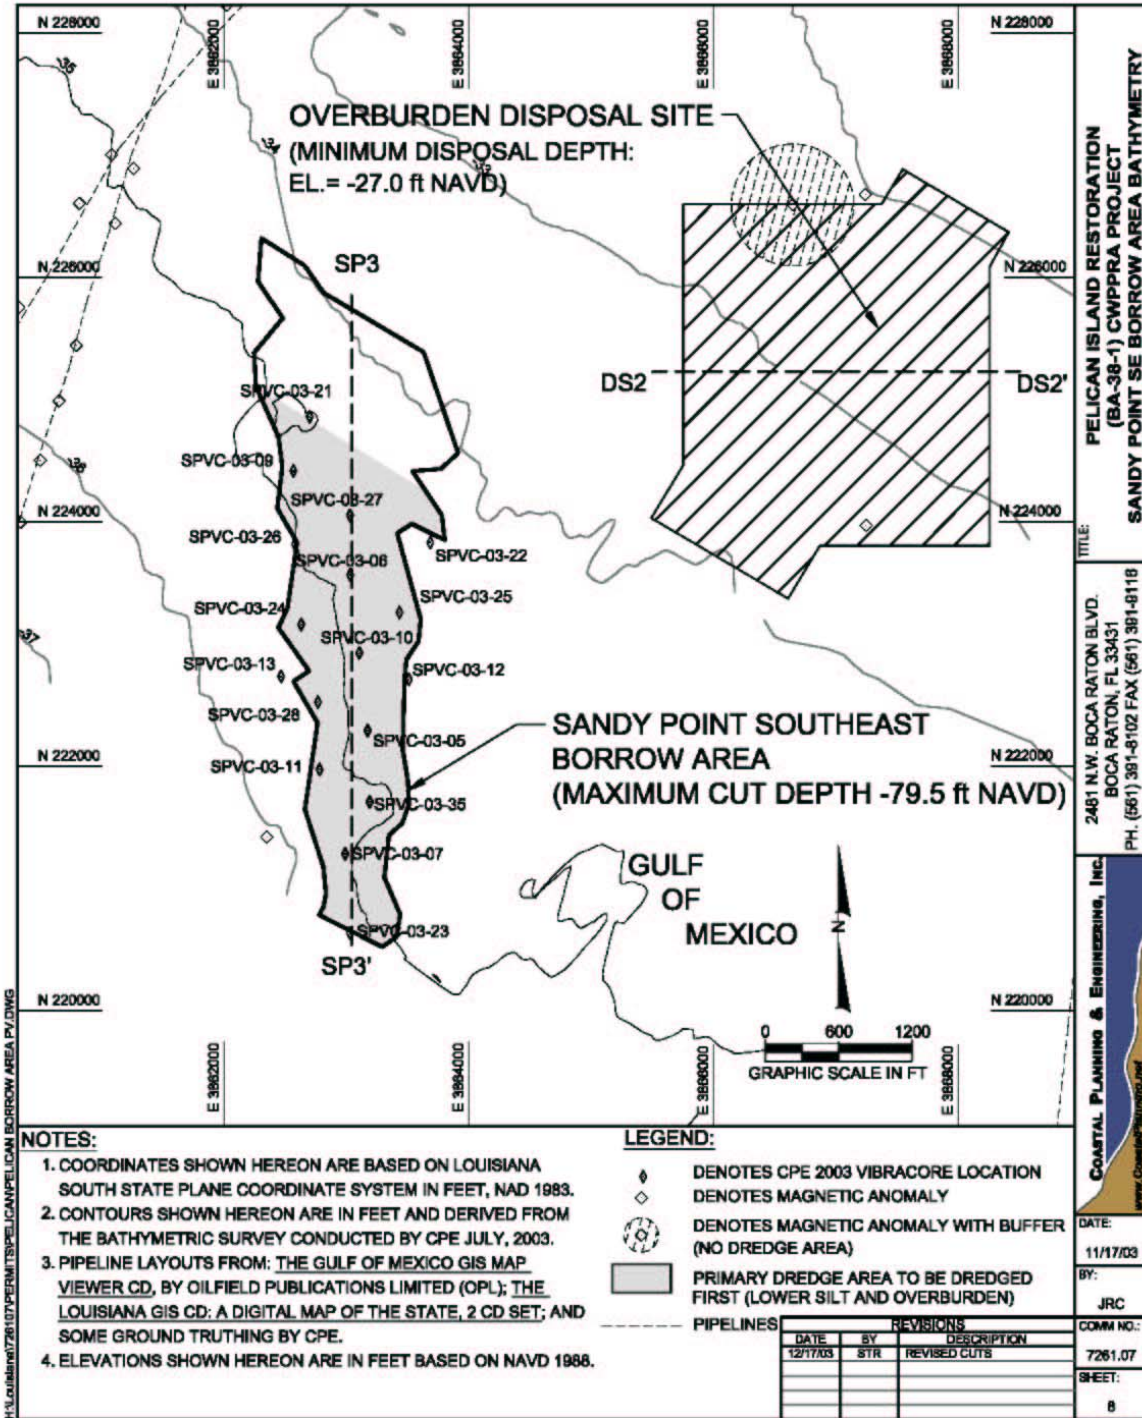 N 228000
E 3862000
E 3864000
E 3866000
E 3868000
N 228000
-35
-34
-33
OVERBURDEN DISPOSAL SITE
(MINIMUM DISPOSAL DEPTH:
EL.= -27.0 ft NAVD)
N 226000
SP3
N 226000
DS2
DS2'
SPVC-03-21
SPVC-03-09
-36
SPVC-03-27
N 224000
N 224000
SPVC-03-26
SPVC-03-22
SPVC-03-06
SPVC-03-25
SPVC-03-24
-37
SPVC-03-10
SPVC-03-13
SPVC-03-12
SPVC-03-28
SPVC-03-05
SANDY POINT SOUTHEAST
BORROW AREA
(MAXIMUM CUT DEPTH -79.5 ft NAVD)
N 222000
N 222000
SPVC-03-11
SPVC-03-35
SPVC-03-07
GULF
OF
MEXICO
N
SPVC-03-23
SP3'
N 220000
N 220000
0 600 1200
GRAPHIC SCALE IN FT
E 3862000
E 3864000
E 3866000
E 3868000
NOTES:
1. COORDINATES SHOWN HEREON ARE BASED ON LOUISIANA
SOUTH STATE PLANE COORDINATE SYSTEM IN FEET, NAD 1983.
2. CONTOURS SHOWN HEREON ARE IN FEET AND DERIVED FROM
THE BATHYMETRIC SURVEY CONDUCTED BY CPE JULY, 2003.
3. PIPELINE LAYOUTS FROM: THE GULF OF MEXICO GIS MAP
VIEWER CD, BY OILFIELD PUBLICATIONS LIMITED (OPL); THE
LOUISIANA GIS CD: A DIGITAL MAP OF THE STATE, 2 CD SET; AND
SOME GROUND TRUTHING BY CPE.
4. ELEVATIONS SHOWN HEREON ARE IN FEET BASED ON NAVD 1988.
LEGEND:
DENOTES CPE 2003 VIBRACORE LOCATION
DENOTES MAGNETIC ANOMALY
DENOTES MAGNETIC ANOMALY WITH BUFFER
(NO DREDGE AREA)
PRIMARY DREDGE AREA TO BE DREDGED
FIRST (LOWER SILT AND OVERBURDEN)
PIPELINES
REVISIONS
DATE BY DESCRIPTION
12/17/03 STR REVISED CUTS
TITLE:
PELICAN ISLAND RESTORATION
(BA-38-1) CWPPRA PROJECT
SANDY POINT SE BORROW AREA BATHYMETRY
2481 N.W. BOCA RATON BLVD.
BOCA RATON, FL 33431
PH. (561) 391-8102 FAX (561) 391-9116
COASTAL PLANNING & ENGINEERING, INC.
DATE:
11/17/03
BY:
JRC
COMM NO.:
7261.07
SHEET:
8